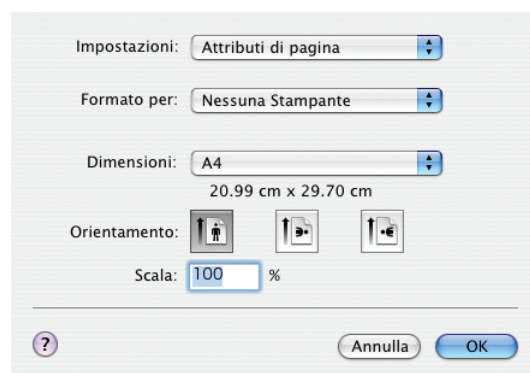 Impostazioni: Attributi di pagina
Formato per: Nessuna Stampante
Dimensioni: A4
20.99 cm x 29.70 cm
Orientamento:
Scala: 100 %
? Annulla OK